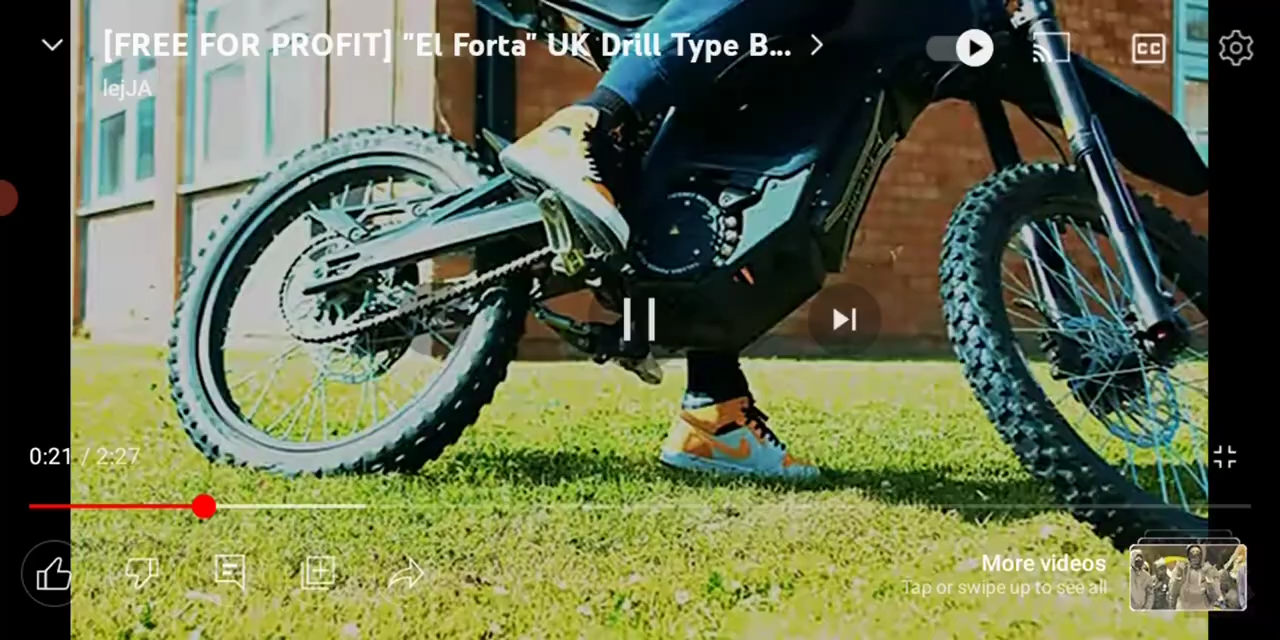 [FREE FOR PROFIT] "El Forta" UK Drill Type B...
lejJA
CC
0:21 / 2:27
More videos
Tap or swipe up to see all